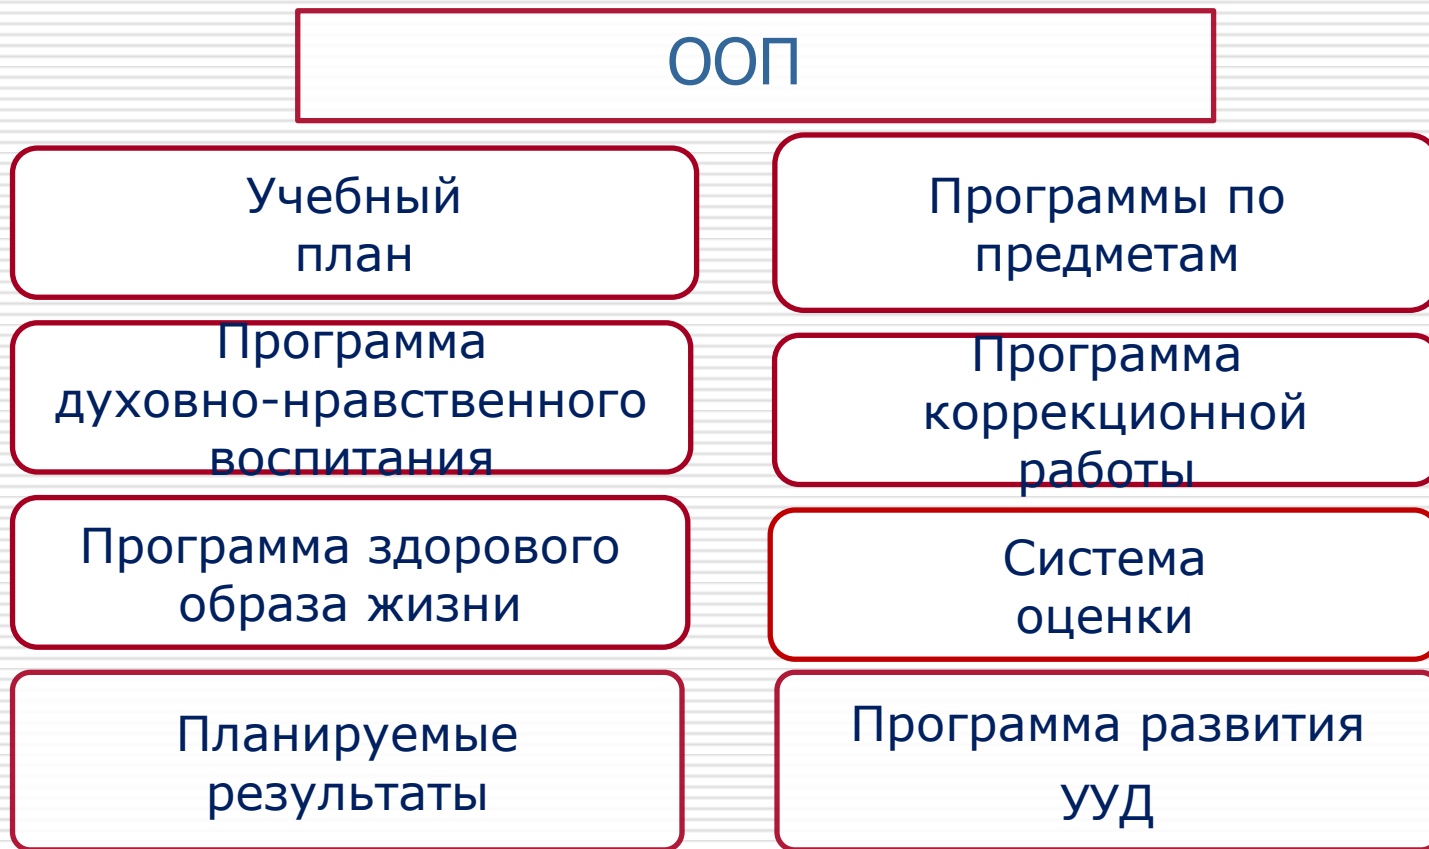 ООП
Учебный
план
Программы по
предметам
Программа
духовно-нравственного
воспитания
Программа
коррекционной
работы
Программа здорового
образа жизни
Система
оценки
Планируемые
результаты
Программа развития
УУД